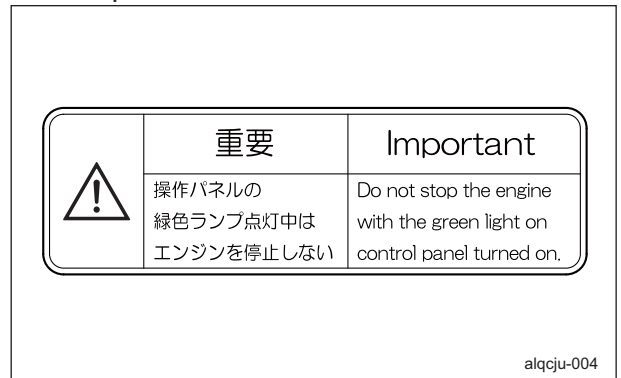 重要
操作パネルの
緑色ランプ点灯中は
エンジンを停止しない
Important
Do not stop the engine
with the green light on
control panel turned on.
alqcju-004